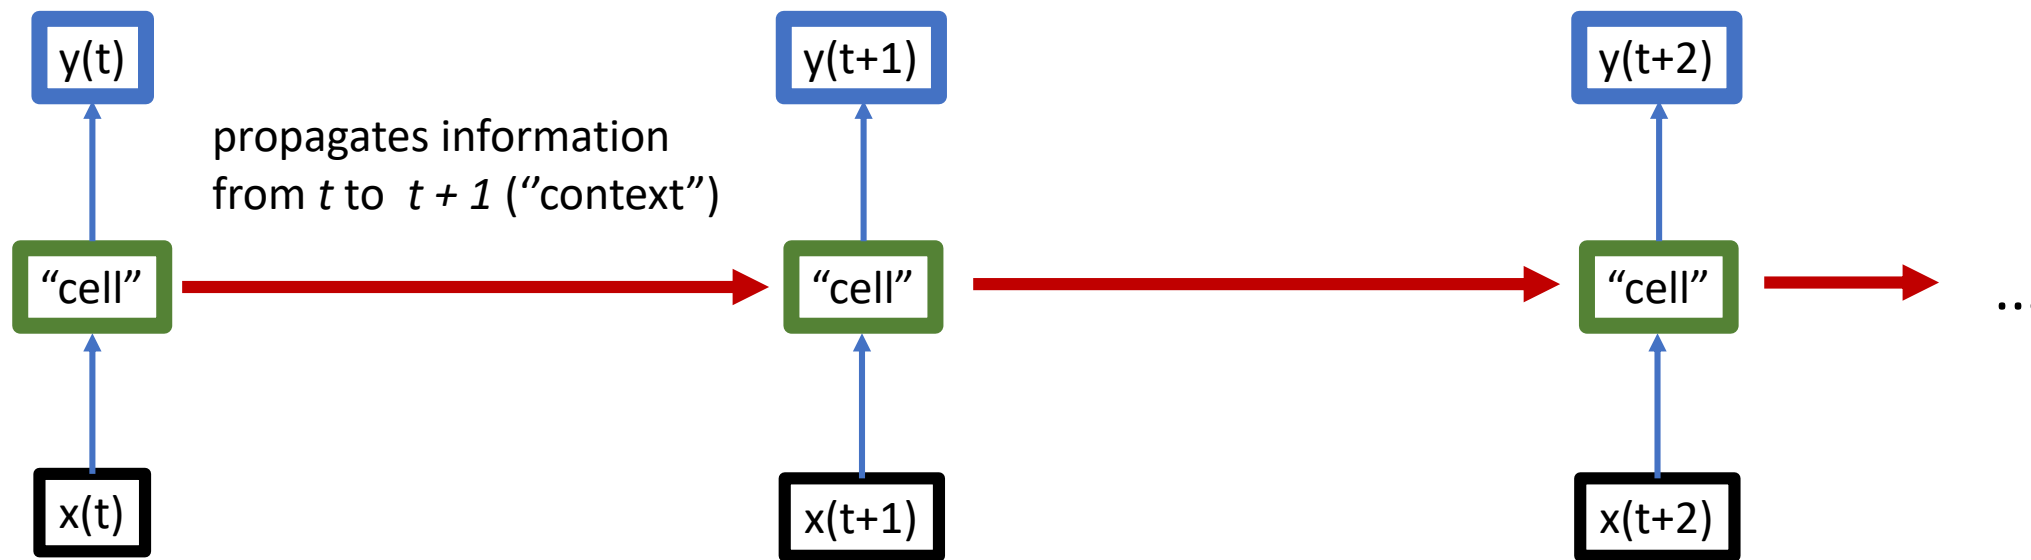 y(t)
y(t+1)
y(t+2)
propagates information
from t to t + 1 (‘’context”)
“cell”
“cell”
“cell”
...
x(t)
x(t+1)
x(t+2)